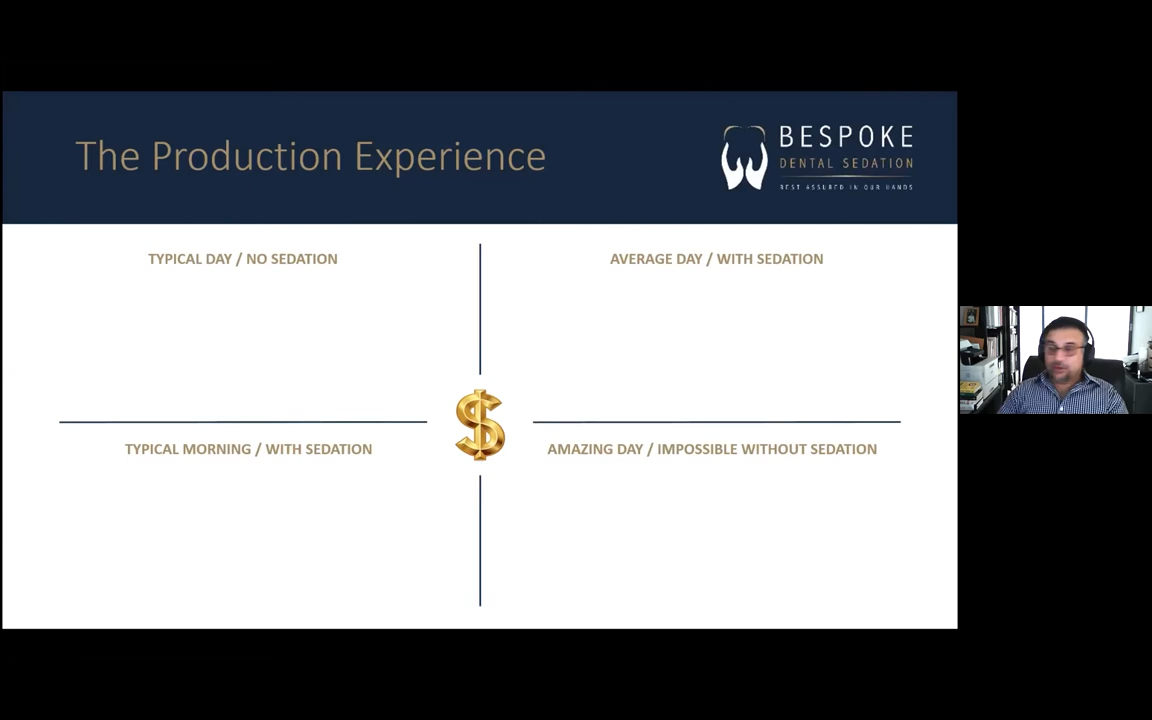 The Production Experience
BESPOKE
DENTAL SEDATION
REST ASSURED IN OUR HANDS
TYPICAL DAY / NO SEDATION
AVERAGE DAY / WITH SEDATION
$
TYPICAL MORNING / WITH SEDATION
AMAZING DAY / IMPOSSIBLE WITHOUT SEDATION